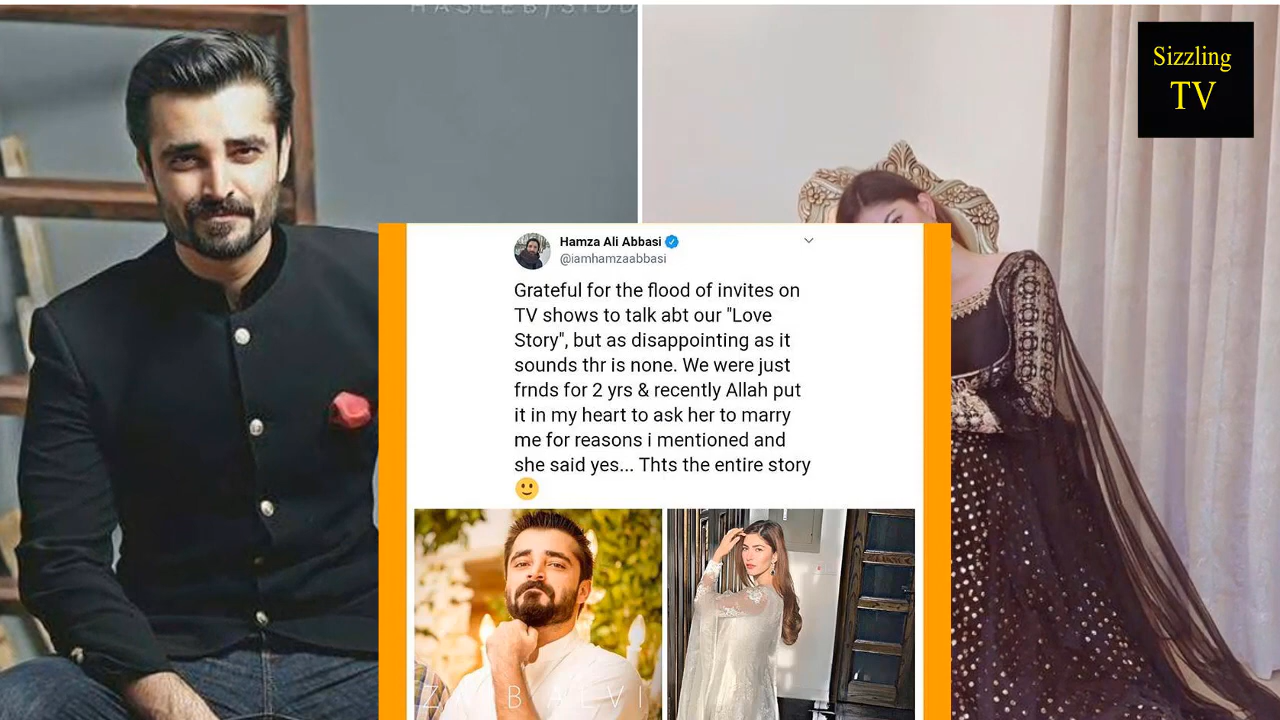 HASEEB|SIDD
Sizzling
TV
Hamza Ali Abbasi
@iamhamzaabbasi
Grateful for the flood of invites on
TV shows to talk abt our "Love
Story", but as disappointing as it
sounds thr is none. We were just
frnds for 2 yrs & recently Allah put
it in my heart to ask her to marry
me for reasons i mentioned and
she said yes... Thts the entire story
🙂